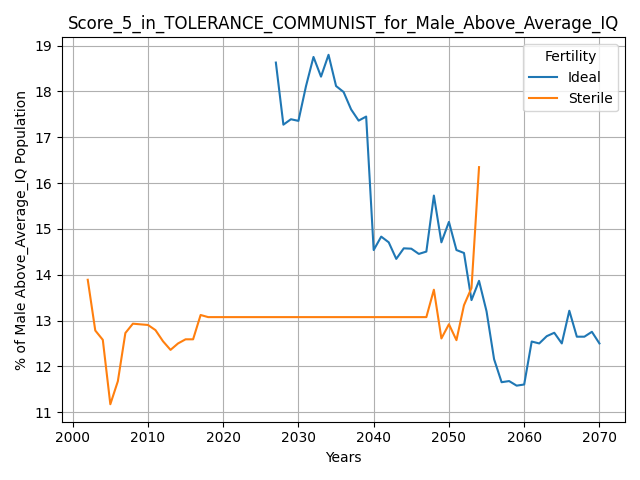 Score_5_in_TOLERANCE_COMMUNIST_for_Male_Above_Average_IQ
% of Male Above_Average_IQ Population
19
18
17
16
15
14
13
12
11
Fertility
Ideal
Sterile
2000 2010 2020 2030 2040 2050 2060 2070
Years